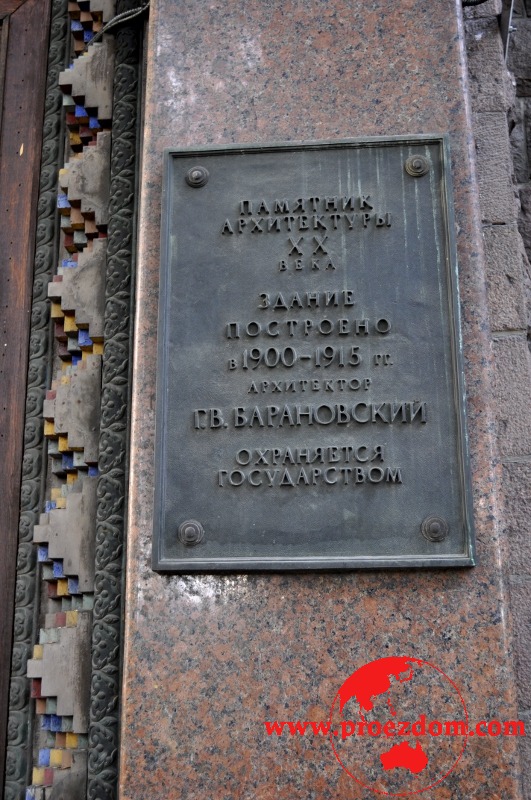 ПАМЯТНИК
АРХИТЕКТУРЫ
XX
ВЕКА
ЗДАНИЕ
ПОСТРОЕНО
в 1900-1915 гг.
АРХИТЕКТОР
Г.В. БАРАНОВСКИЙ
ОХРАНЯЕТСЯ
ГОСУДАРСТВОМ
www.proezdom.com